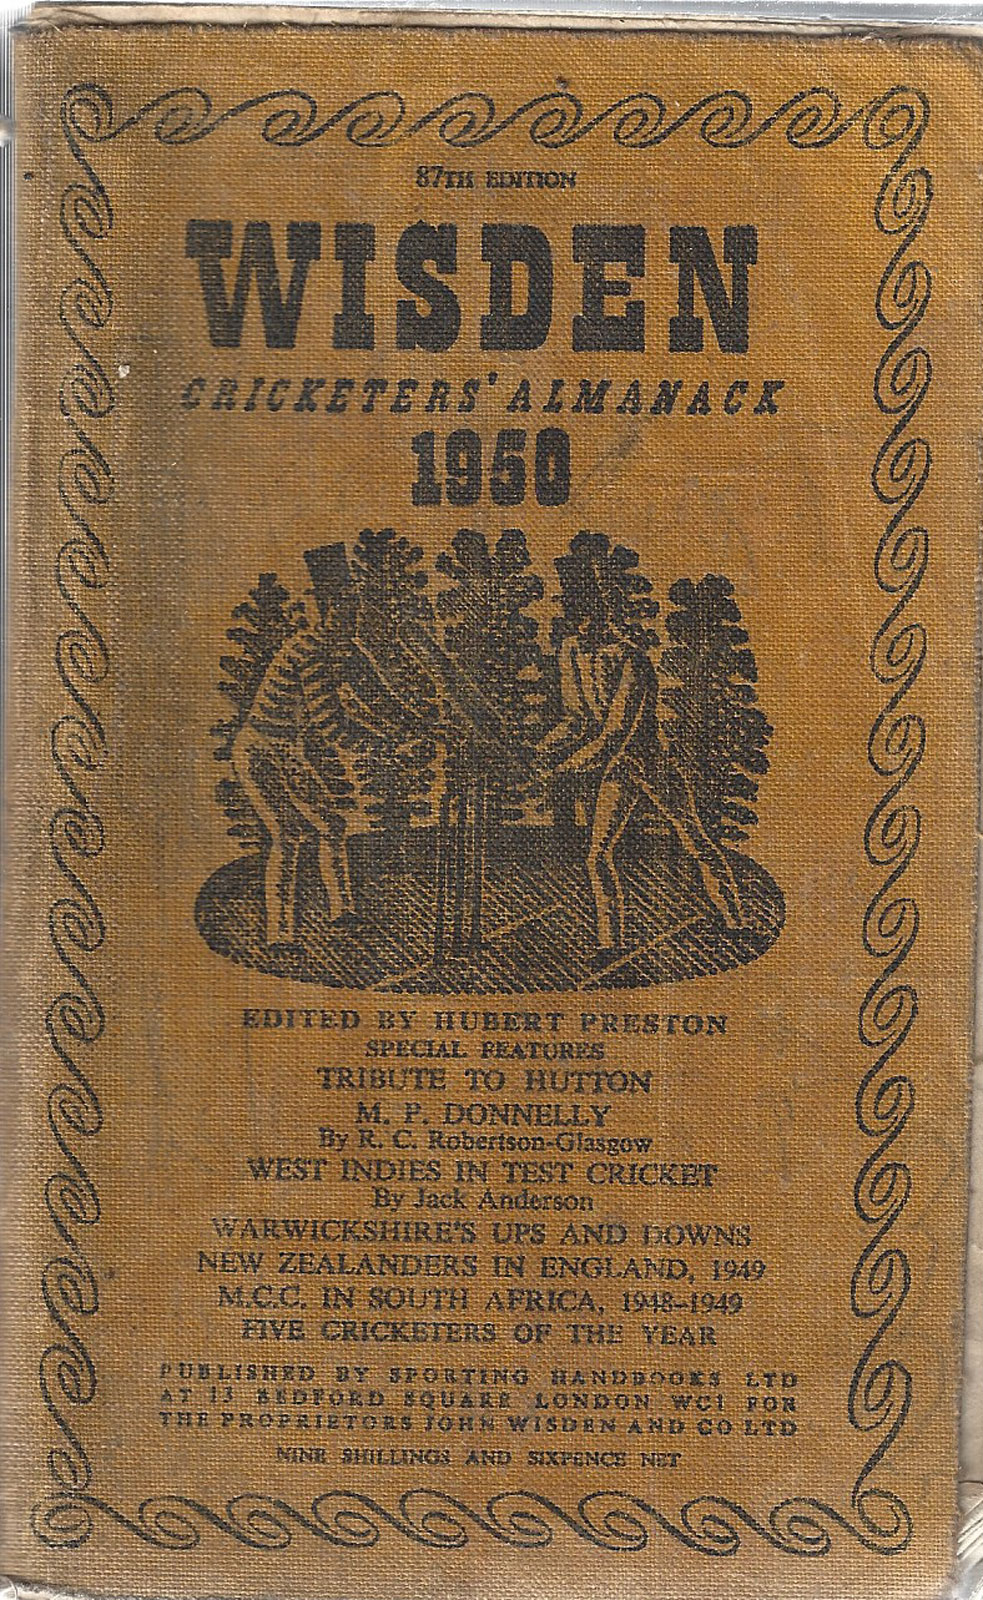 87TH EDITION
WISDEN
CRICKETERS' ALMANACK
1950
EDITED BY HUBERT PRESTON
SPECIAL FEATURES
TRIBUTE TO HUTTON
M. P. DONNELLY
By R. C. Robertson-Glasgow
WEST INDIES IN TEST CRICKET
By Jack Anderson
WARWICKSHIRE'S UPS AND DOWNS
NEW ZEALANDERS IN ENGLAND, 1949
M.C.C. IN SOUTH AFRICA, 1948-1949
FIVE CRICKETERS OF THE YEAR
PUBLISHED BY SPORTING HANDBOOKS LTD
AT 13 BEDFORD SQUARE LONDON WC1 FOR
THE PROPRIETORS JOHN WISDEN AND CO LTD
NINE SHILLINGS AND SIXPENCE NET